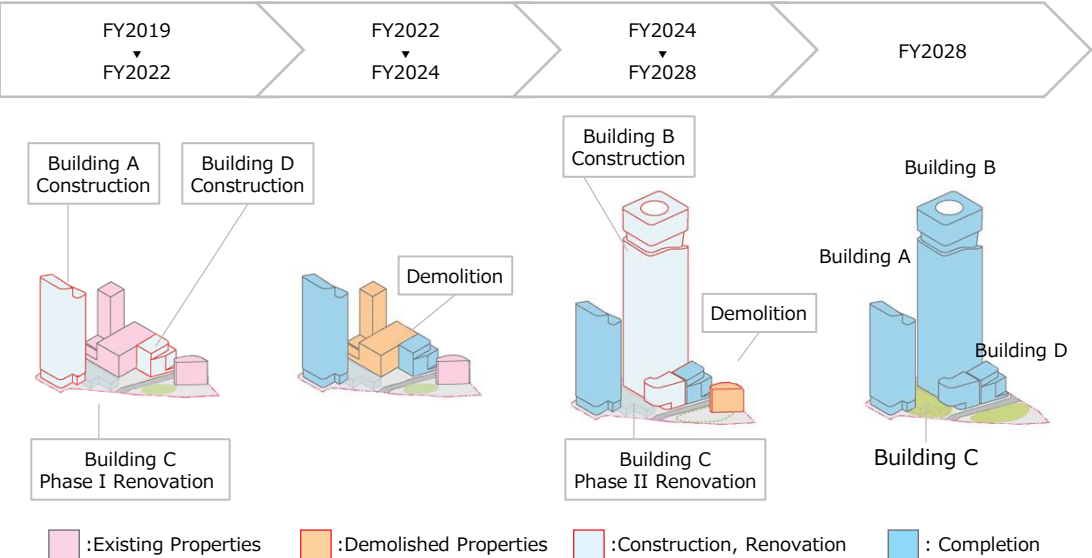 FY2019
▼
FY2022
FY2022
▼
FY2024
FY2024
▼
FY2028
FY2028
Building A
Construction
Building D
Construction
Building C
Phase I Renovation
Demolition
Building B
Construction
Demolition
Building C
Phase II Renovation
Building B
Building A
Building D
Building C
:Existing Properties
:Demolished Properties
:Construction, Renovation
: Completion